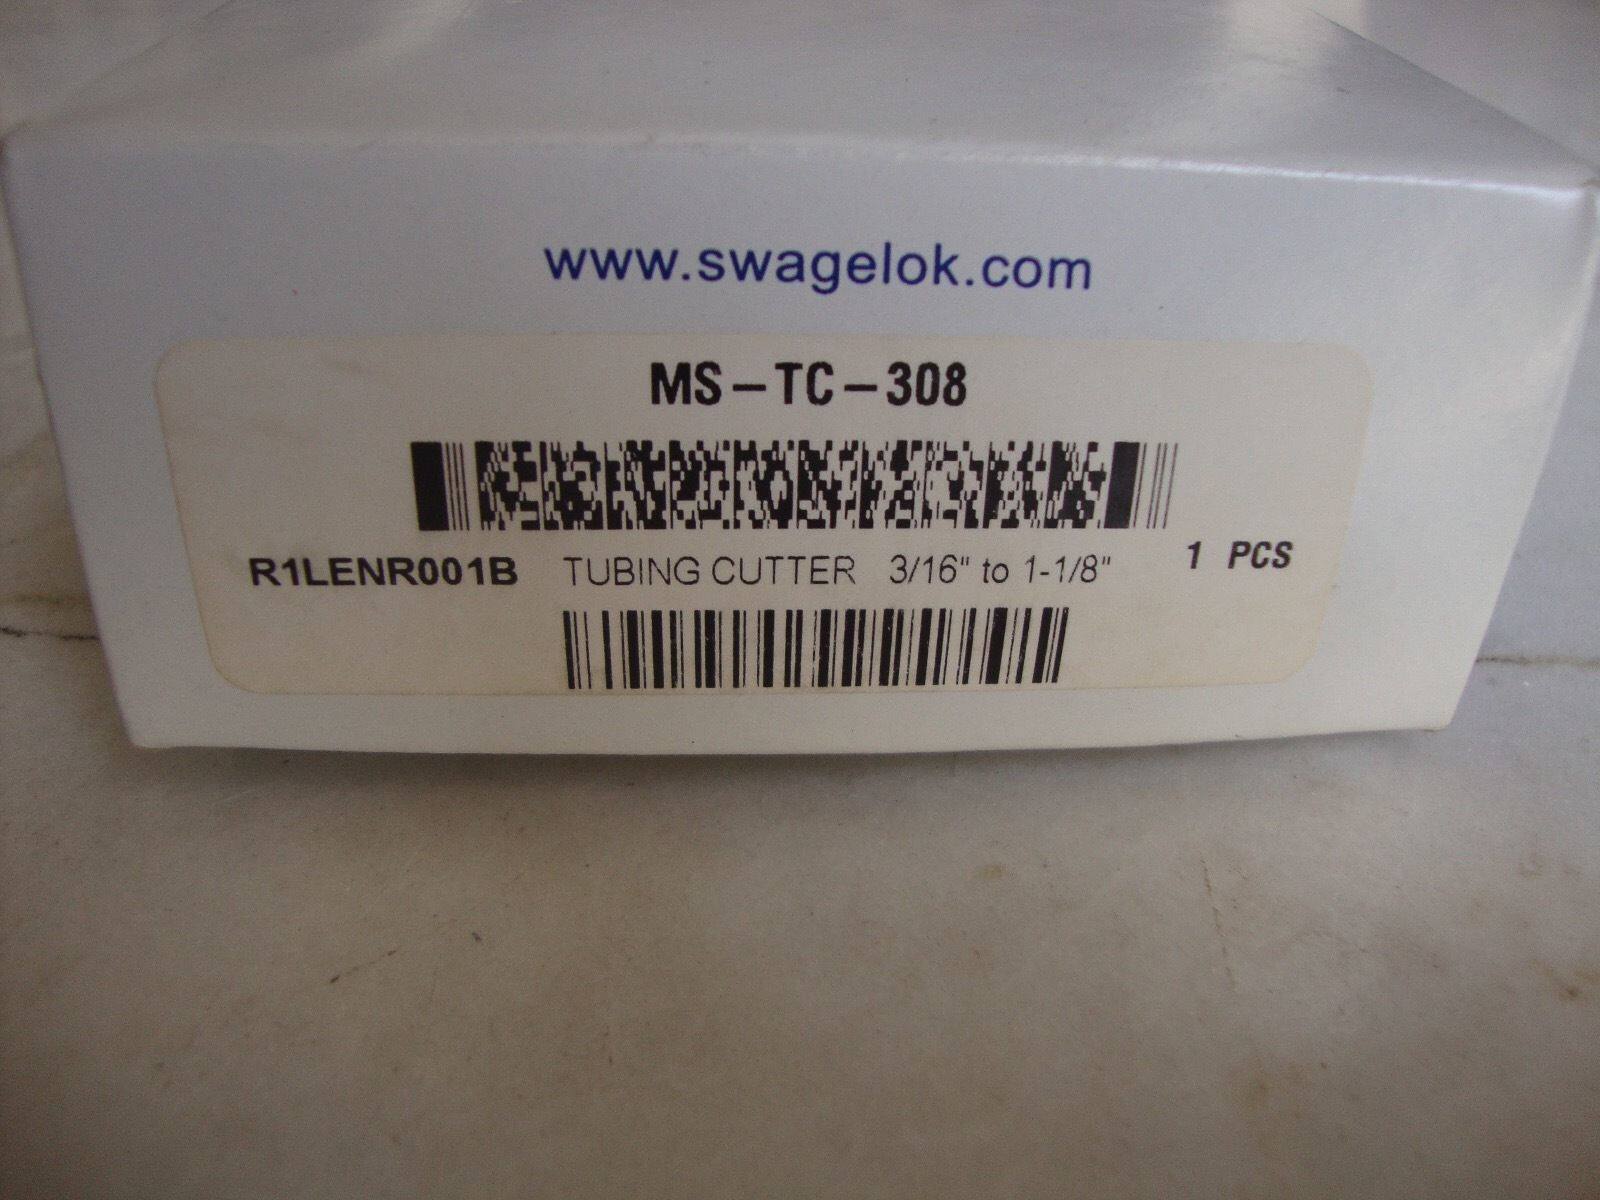 www.swagelok.com
MS-TC-308
R1LENR001B TUBING CUTTER 3/16" to 1-1/8" 1 PCS